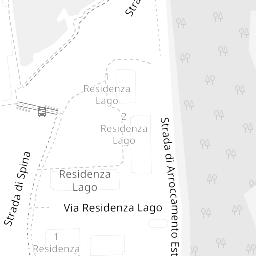 Stra
Residenza
Lago
2
Residenza
Lago
Strada di Spina
Strada di Arroccamento Est
Residenza
Lago
Via Residenza Lago
1
Residenza